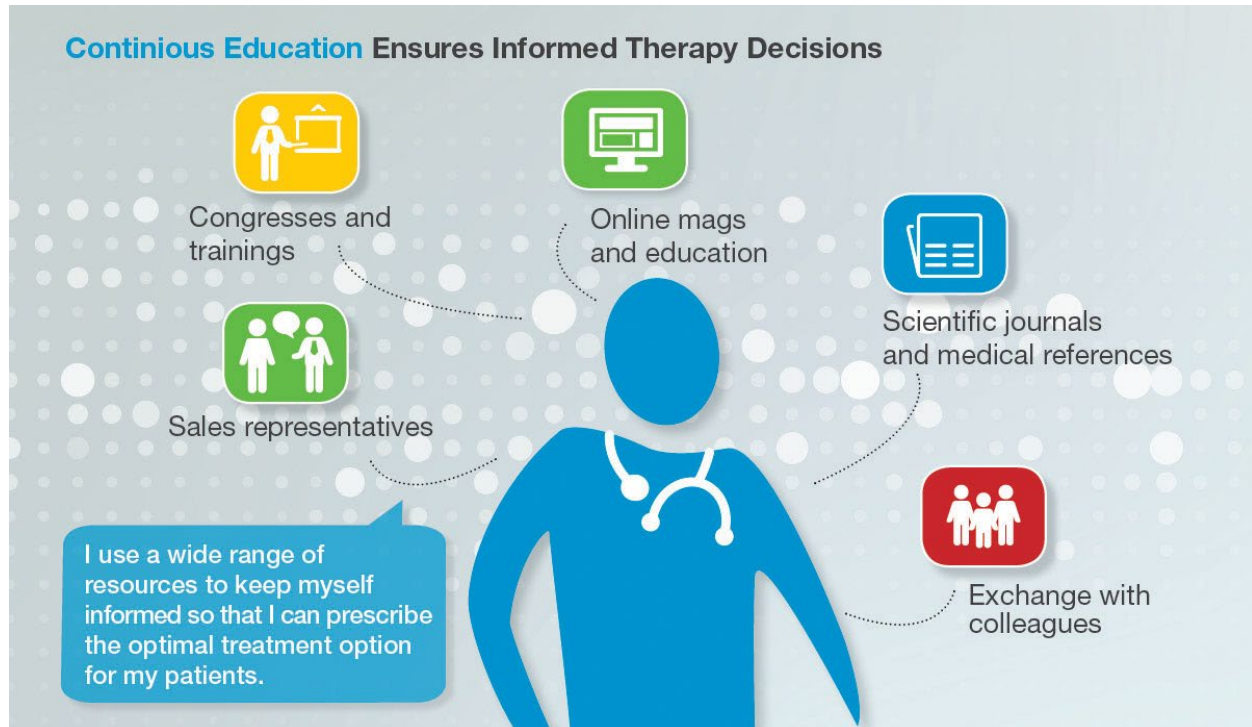 Continious Education Ensures Informed Therapy Decisions
Congresses and
trainings
Online mags
and education
Scientific journals
and medical references
Sales representatives
Exchange with
colleagues
I use a wide range of
resources to keep myself
informed so that I can prescribe
the optimal treatment option
for my patients.